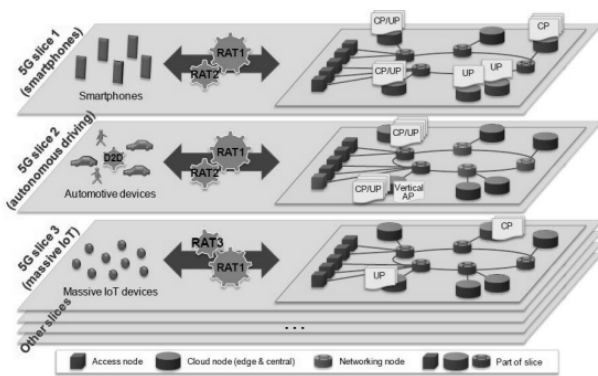 5G slice 1
(smartphones)
Smartphones
RAT1
RAT2
CP/UP
CP
CP/UP
UP
UP
5G slice 2
(autonomous driving)
D2D
Automotive devices
RAT1
RAT2
CP/UP
CP/UP
Vertical
AP
5G slice 3
(massive IoT)
Massive IoT devices
RAT3
RAT1
CP
UP
Other slices
...
Access node
Cloud node (edge & central)
Networking node
Part of slice